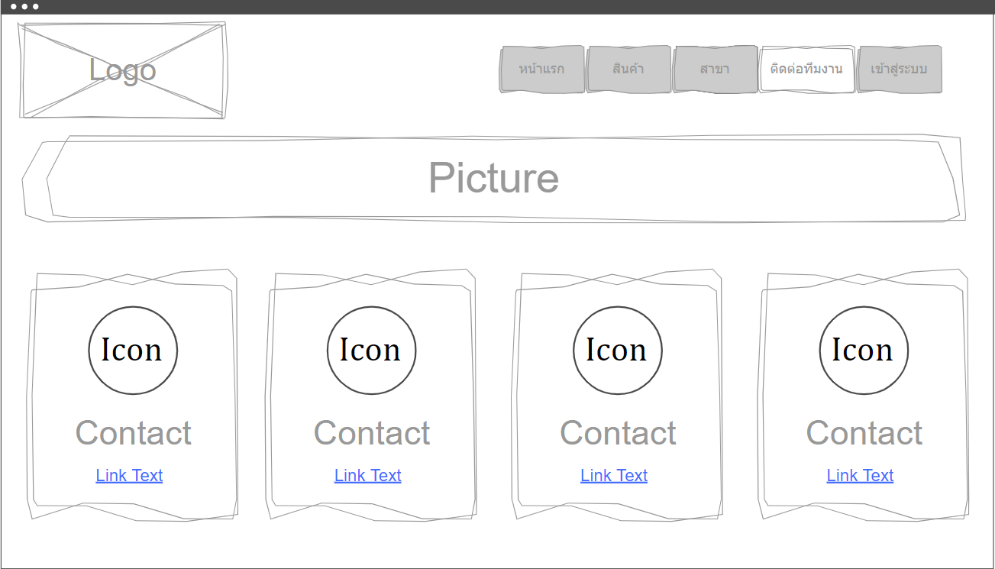 Logo
หน้าแรก
สินค้า
สาขา
ติดต่อทีมงาน
เข้าสู่ระบบ
Picture
Icon
Icon
Icon
Icon
Contact
Contact
Contact
Contact
Link Text
Link Text
Link Text
Link Text